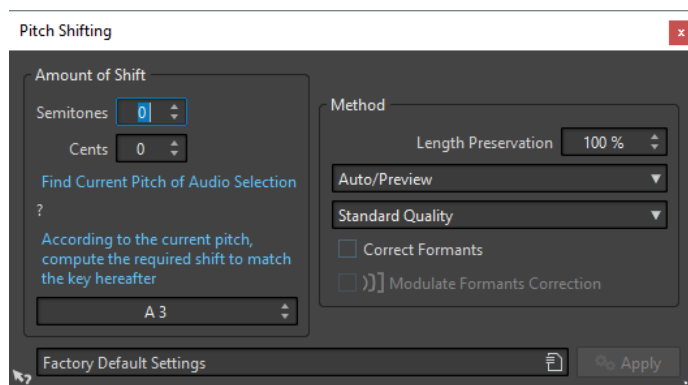 Pitch Shifting
x
Amount of Shift
Semitones 0
Cents 0
Find Current Pitch of Audio Selection
?
According to the current pitch,
compute the required shift to match
the key hereafter
A 3
Method
Length Preservation 100 %
Auto/Preview
Standard Quality
Correct Formants
Modulate Formants Correction
Factory Default Settings
Apply